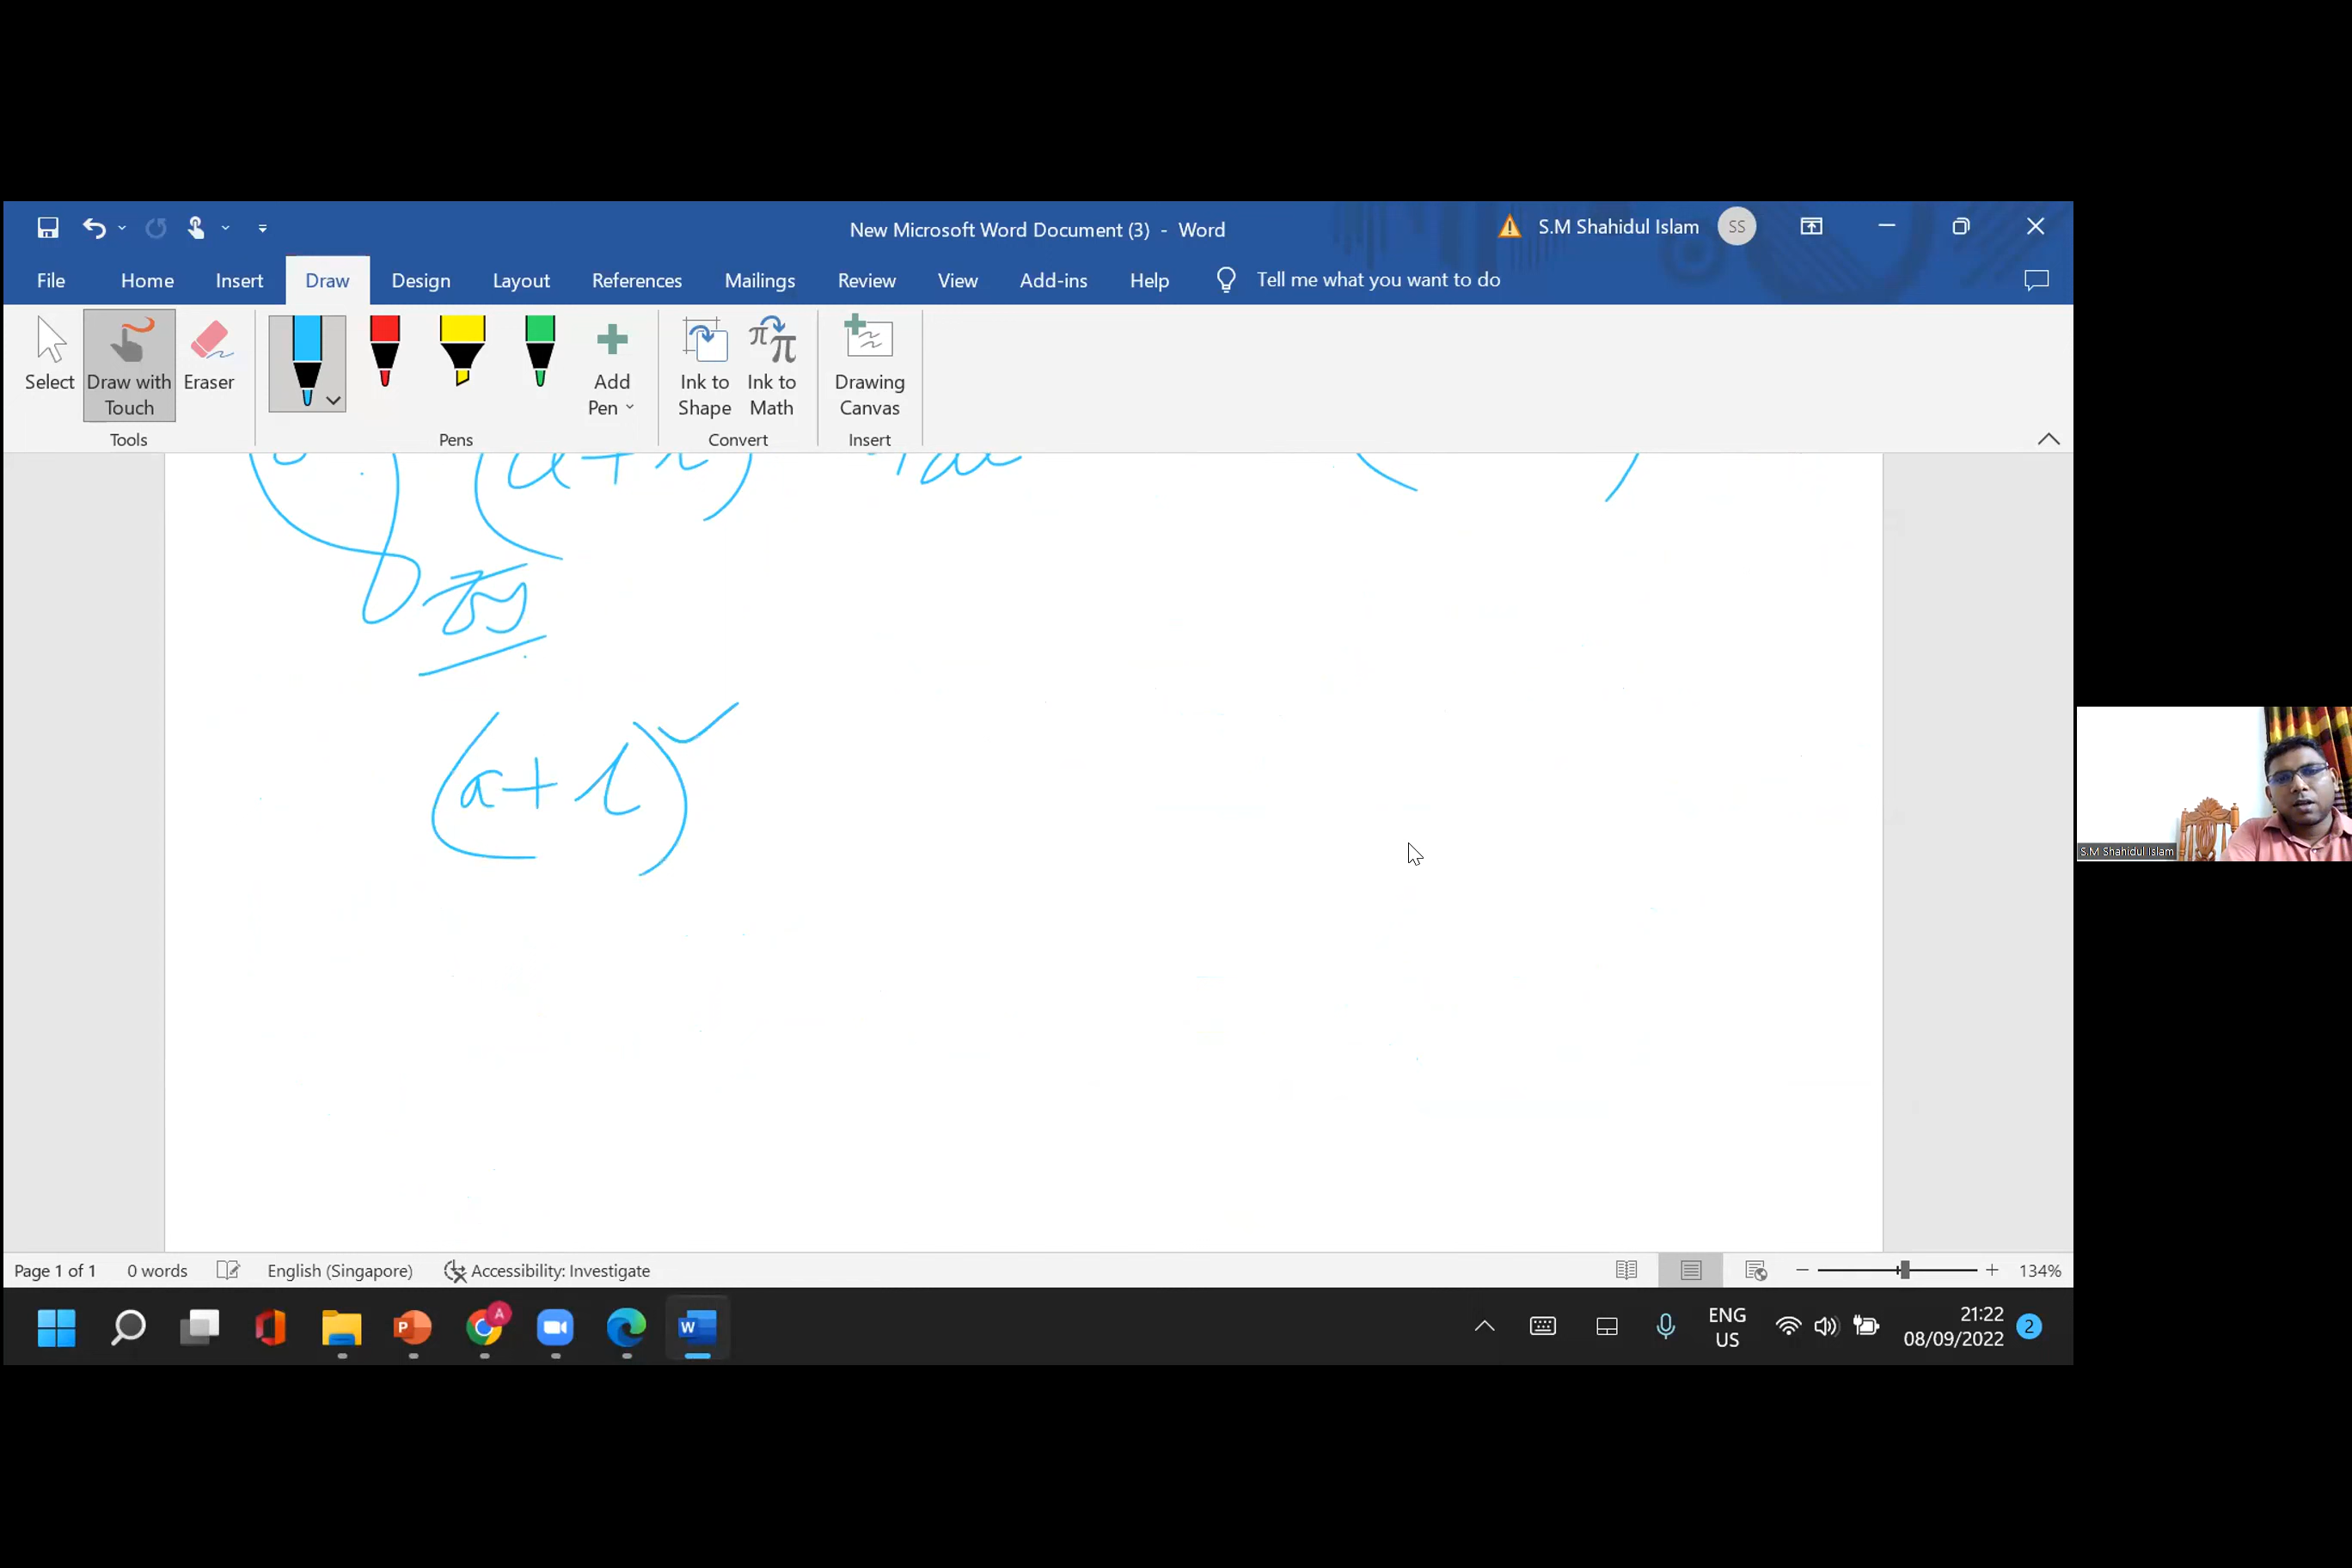 New Microsoft Word Document (3) - Word
S.M Shahidul Islam SS
File Home Insert Draw Design Layout References Mailings Review View Add-ins Help Tell me what you want to do
Select Draw with Touch Eraser Add Pen Ink to Shape Ink to Math Drawing Canvas
Tools Pens Convert Insert
S.M Shahidul Islam
Page 1 of 1 0 words English (Singapore) Accessibility: Investigate 134%
A P W ENG US 21:22 08/09/2022 2